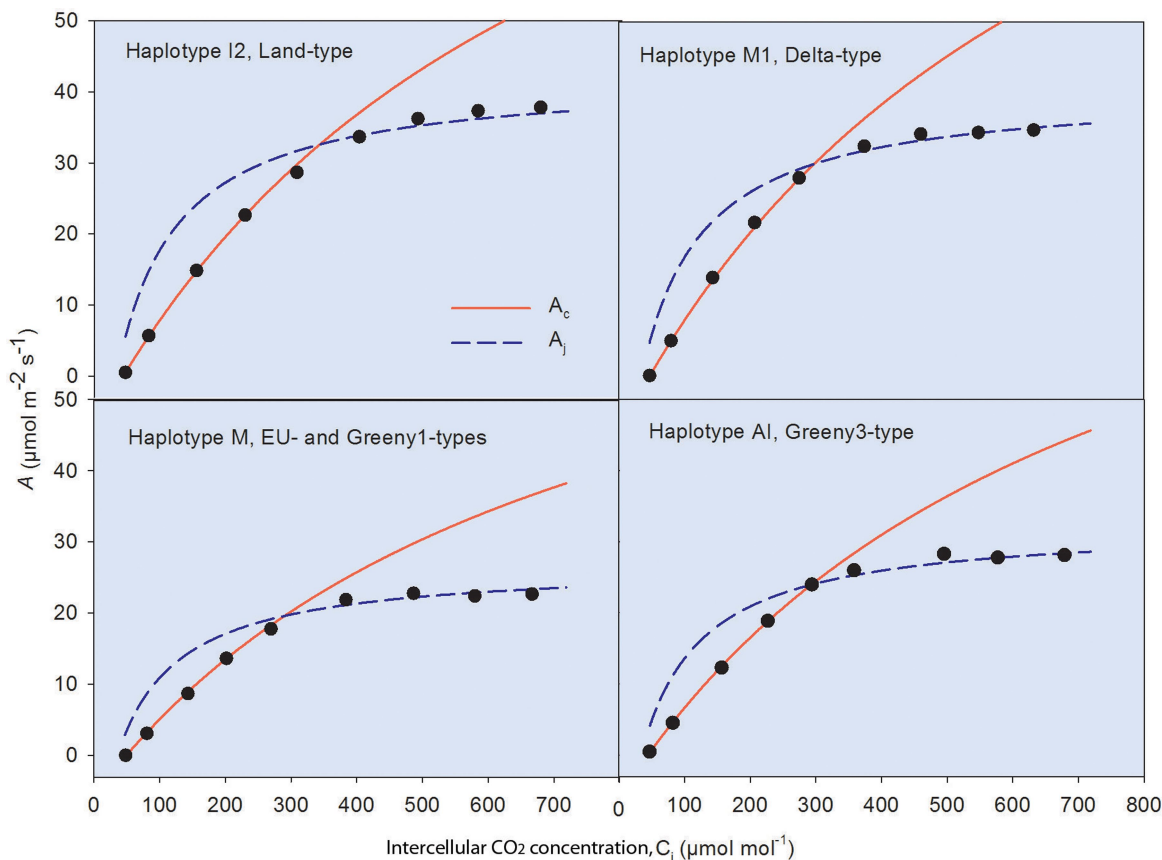 Haplotype I2, Land-type
Haplotype M1, Delta-type
50
40
30
20
10
0
A_c
A_j
Haplotype M, EU- and Greeny1-types
Haplotype AI, Greeny3-type
50
40
30
20
10
0
A (µmol m⁻² s⁻¹)
0 100 200 300 400 500 600 700
0 100 200 300 400 500 600 700 800
Intercellular CO2 concentration, C_i (µmol mol⁻¹)